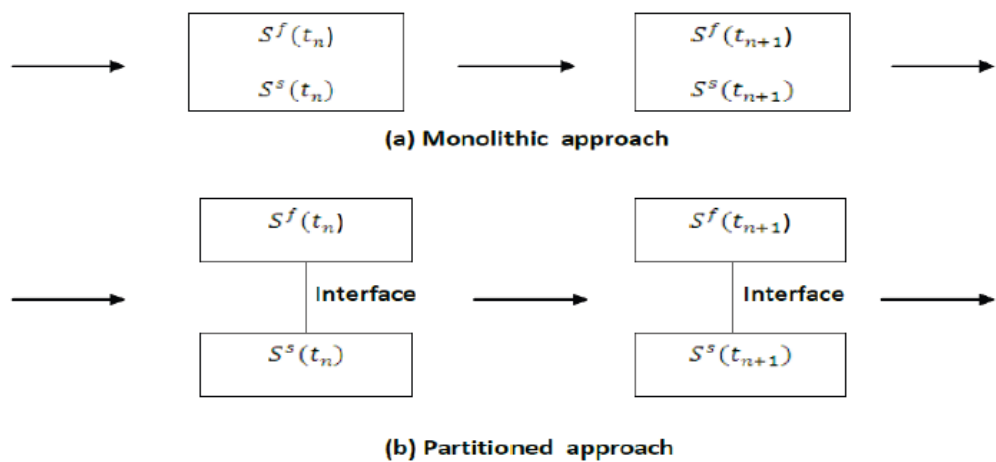 S^f(t_n) S^f(t_{n+1})
S^s(t_n) S^s(t_{n+1})
(a) Monolithic approach
S^f(t_n) S^f(t_{n+1})
Interface Interface
S^s(t_n) S^s(t_{n+1})
(b) Partitioned approach